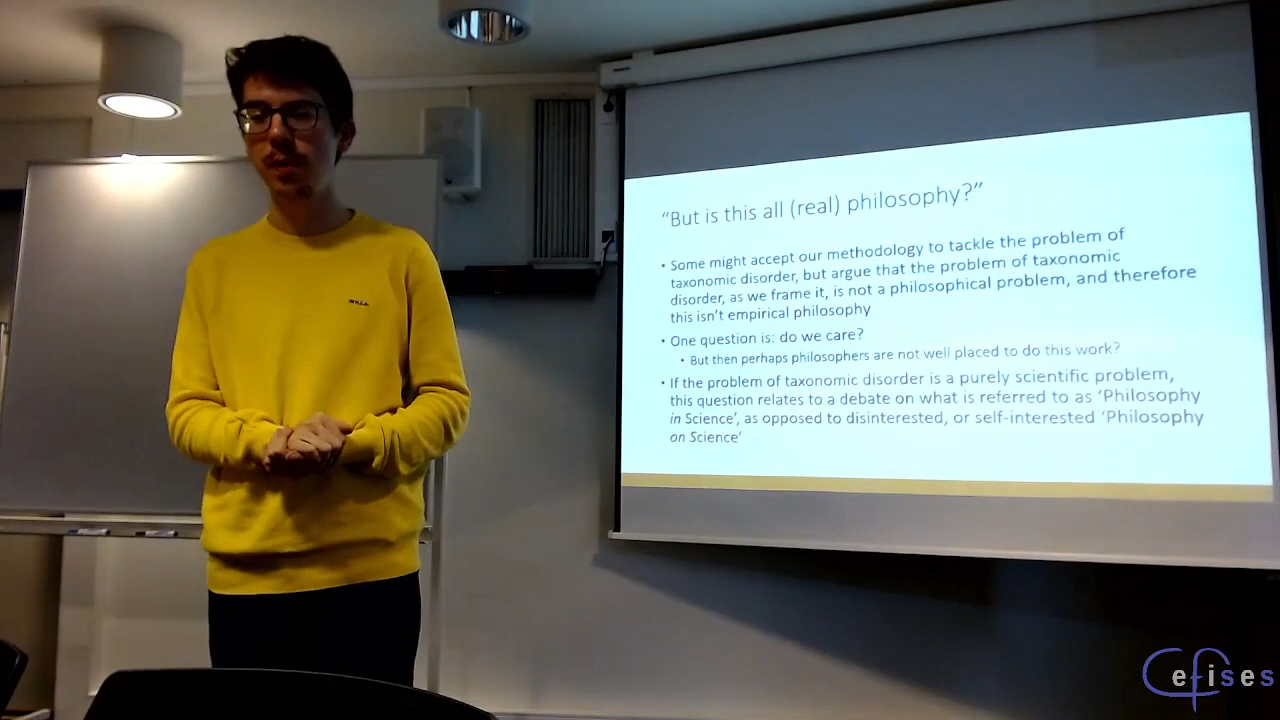 “But is this all (real) philosophy?”
• Some might accept our methodology to tackle the problem of
taxonomic disorder, but argue that the problem of taxonomic
disorder, as we frame it, is not a philosophical problem, and therefore
this isn’t empirical philosophy
• One question is: do we care?
• But then perhaps philosophers are not well placed to do this work?
• If the problem of taxonomic disorder is a purely scientific problem,
this question relates to a debate on what is referred to as ‘Philosophy
in Science’, as opposed to disinterested, or self-interested ‘Philosophy
on Science’
Cefises